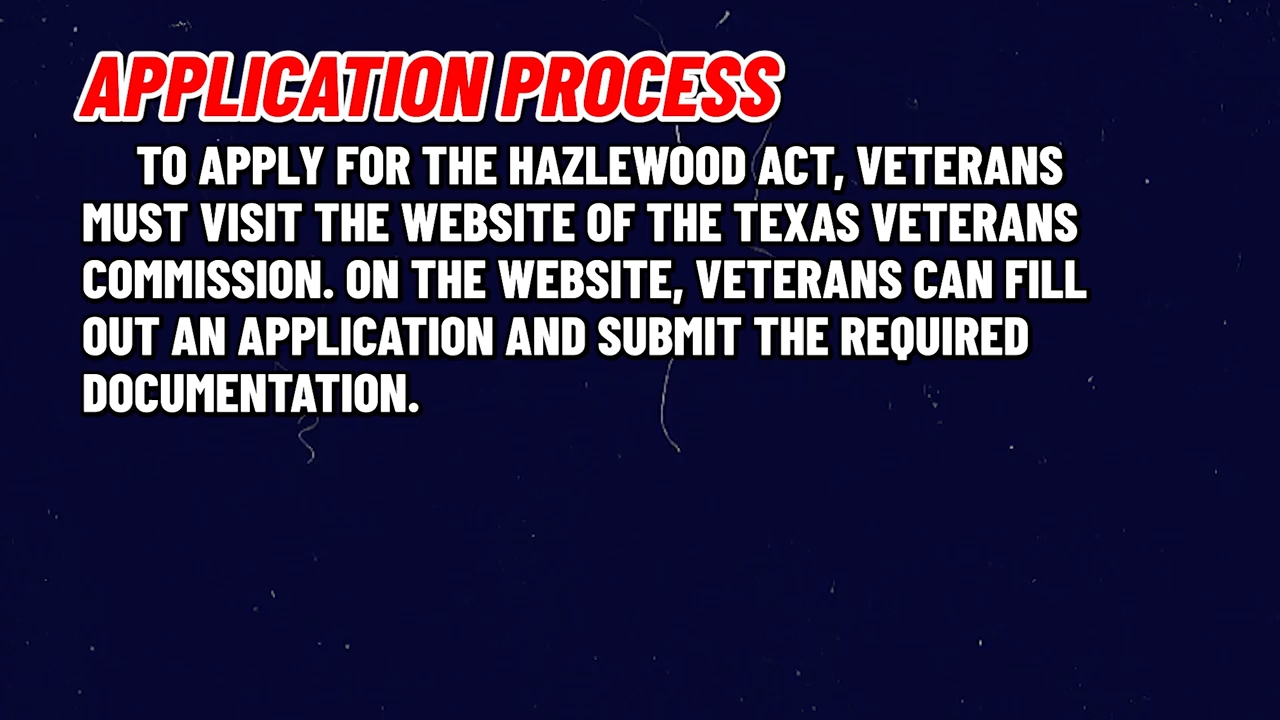 APPLICATION PROCESS
TO APPLY FOR THE HAZLEWOOD ACT, VETERANS
MUST VISIT THE WEBSITE OF THE TEXAS VETERANS
COMMISSION. ON THE WEBSITE, VETERANS CAN FILL
OUT AN APPLICATION AND SUBMIT THE REQUIRED
DOCUMENTATION.